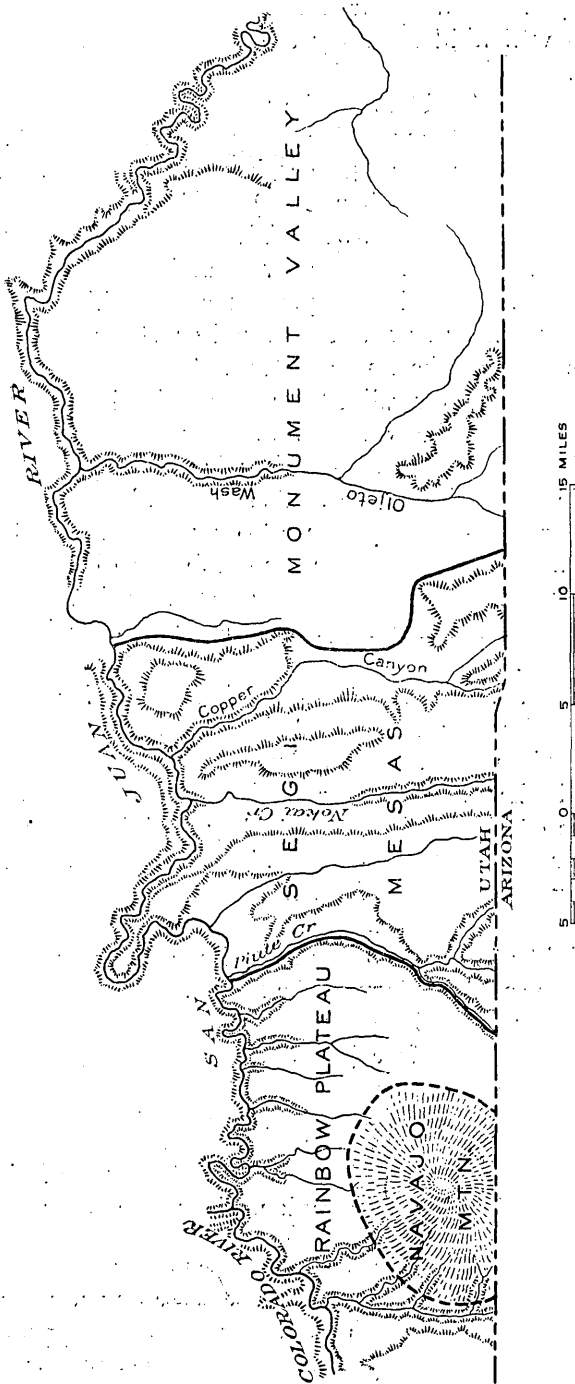 SAN JUAN RIVER
COLORADO RIVER
RAINBOW PLATEAU
NAVAJO
MTN
Piute Cr
SEGI
MESAS
Nokai Cr
Copper
Canyon
MONUMENT VALLEY
Oljeto
Wash
UTAH
ARIZONA
5 0 5 10 15 MILES